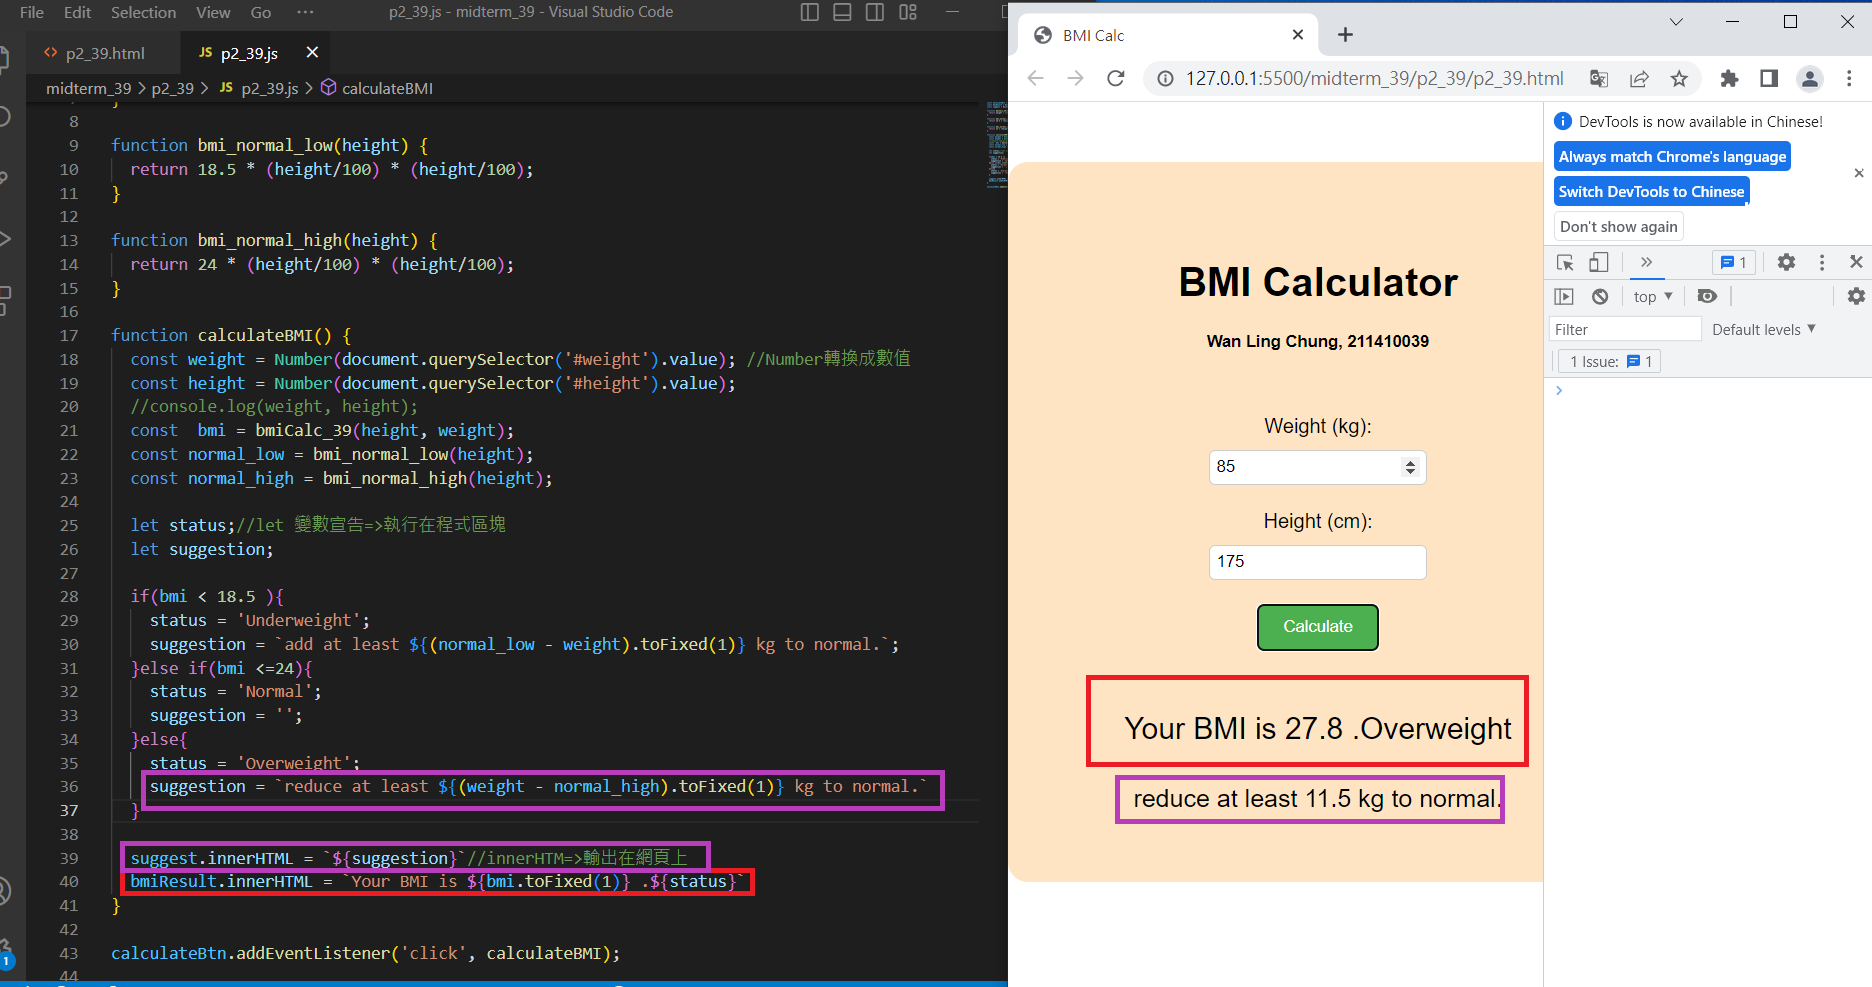 File Edit Selection View Go ··· p2_39.js - midterm_39 - Visual Studio Code
p2_39.html JS p2_39.js
midterm_39 > p2_39 > JS p2_39.js > calculateBMI
8
9 function bmi_normal_low(height) {
10 return 18.5 * (height/100) * (height/100);
11 }
12
13 function bmi_normal_high(height) {
14 return 24 * (height/100) * (height/100);
15 }
16
17 function calculateBMI() {
18 const weight = Number(document.querySelector('#weight').value); //Number轉換成數值
19 const height = Number(document.querySelector('#height').value);
20 //console.log(weight, height);
21 const  bmi = bmiCalc_39(height, weight);
22 const normal_low = bmi_normal_low(height);
23 const normal_high = bmi_normal_high(height);
24
25 let status;//let 變數宣告=>執行在程式區塊
26 let suggestion;
27
28 if(bmi < 18.5 ){
29 status = 'Underweight';
30 suggestion = `add at least ${(normal_low - weight).toFixed(1)} kg to normal.`;
31 }else if(bmi <=24){
32 status = 'Normal';
33 suggestion = '';
34 }else{
35 status = 'Overweight';
36 suggestion = `reduce at least ${(weight - normal_high).toFixed(1)} kg to normal.`
37 }
38
39 suggest.innerHTML = `${suggestion}`//innerHTM=>輸出在網頁上
40 bmiResult.innerHTML = `Your BMI is ${bmi.toFixed(1)} .${status}`
41 }
42
43 calculateBtn.addEventListener('click', calculateBMI);
44
1
BMI Calc
127.0.0.1:5500/midterm_39/p2_39/p2_39.html
BMI Calculator
Wan Ling Chung, 211410039
Weight (kg):
85
Height (cm):
175
Calculate
Your BMI is 27.8 .Overweight
reduce at least 11.5 kg to normal.
DevTools is now available in Chinese!
Always match Chrome's language
Switch DevTools to Chinese
Don't show again
1
top
Filter Default levels
1 Issue: 1